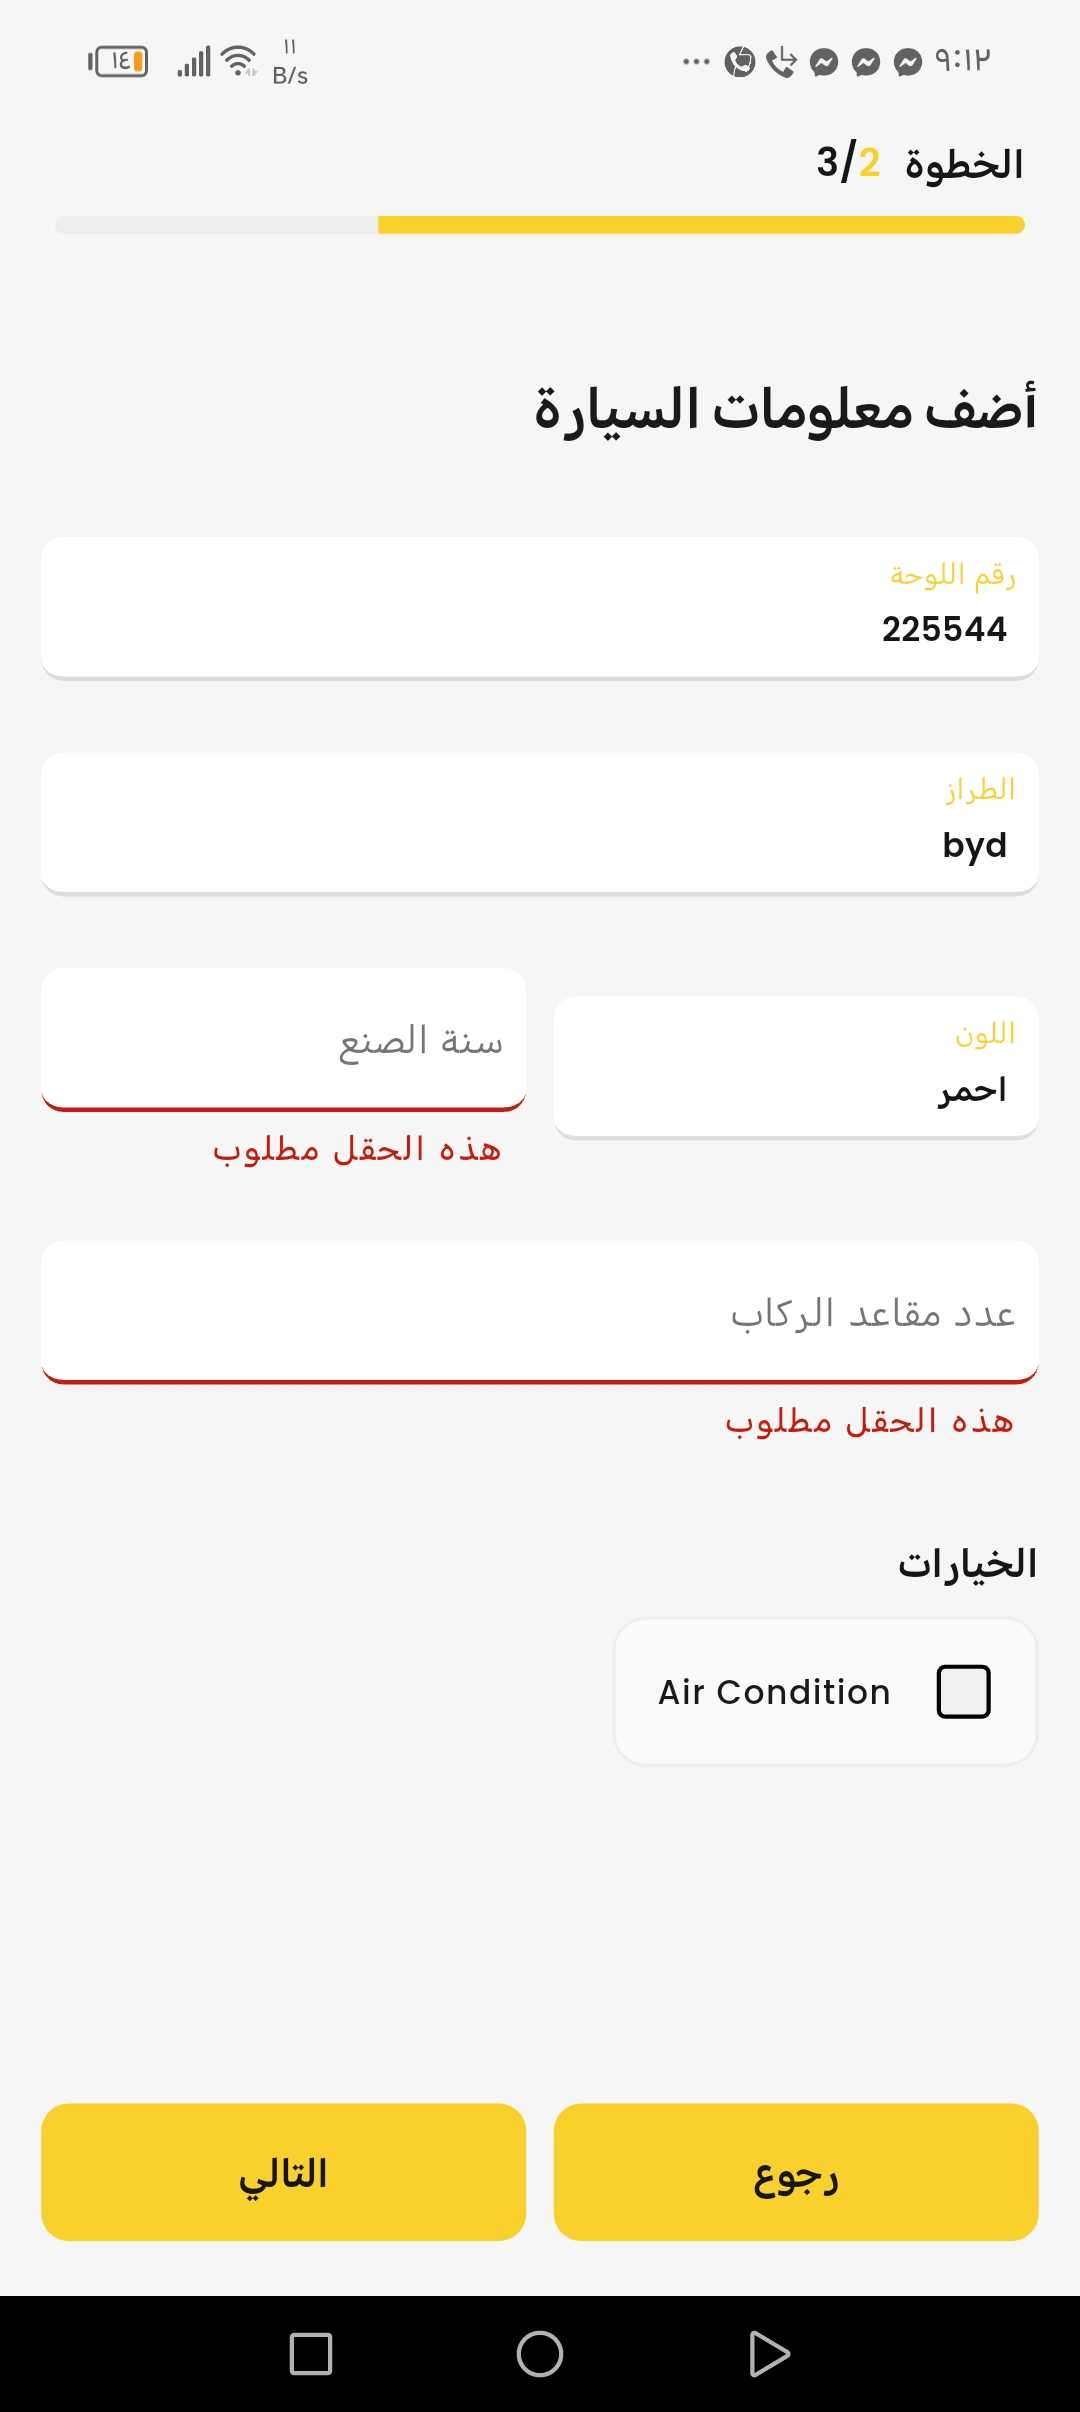 ٩:١٢
١١
B/s
١٤
الخطوة 3/2
أضف معلومات السيارة
رقم اللوحة
225544
الطراز
byd
اللون
احمر
سنة الصنع
هذه الحقل مطلوب
عدد مقاعد الركاب
هذه الحقل مطلوب
الخيارات
Air Condition
رجوع
التالي